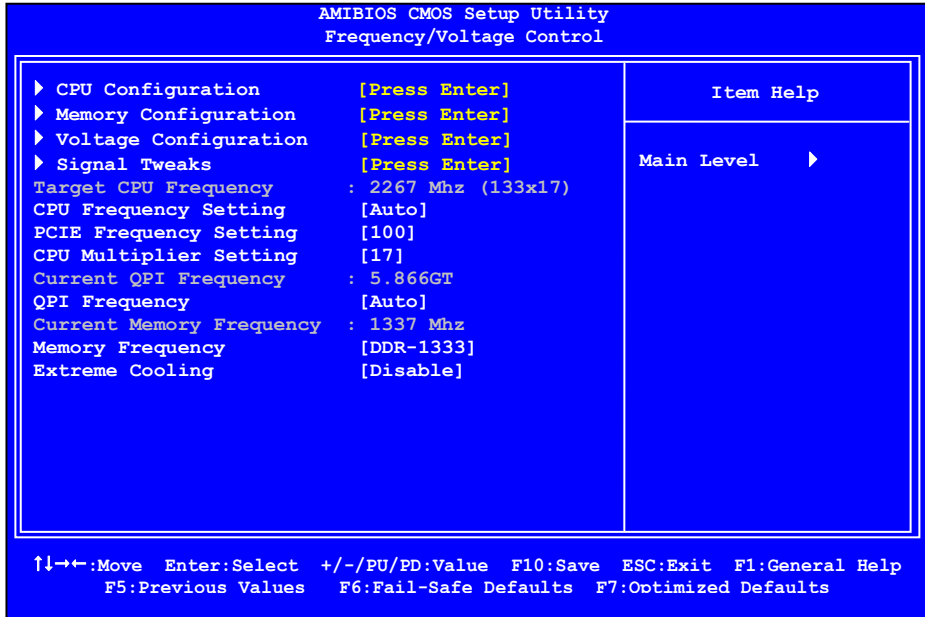 AMIBIOS CMOS Setup Utility
Frequency/Voltage Control
CPU Configuration [Press Enter]
Memory Configuration [Press Enter]
Voltage Configuration [Press Enter]
Signal Tweaks [Press Enter]
Target CPU Frequency : 2267 Mhz (133x17)
CPU Frequency Setting [Auto]
PCIE Frequency Setting [100]
CPU Multiplier Setting [17]
Current QPI Frequency : 5.866GT
QPI Frequency [Auto]
Current Memory Frequency : 1337 Mhz
Memory Frequency [DDR-1333]
Extreme Cooling [Disable]
Item Help
Main Level
↑↓→←:Move Enter:Select +/-/PU/PD:Value F10:Save ESC:Exit F1:General Help
F5:Previous Values F6:Fail-Safe Defaults F7:Optimized Defaults